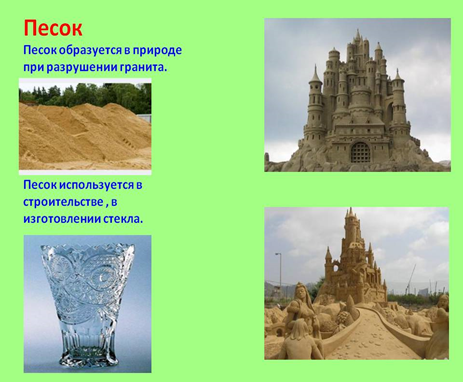 Песок
Песок образуется в природе
при разрушении гранита.
Песок используется в
строительстве , в
изготовлении стекла.